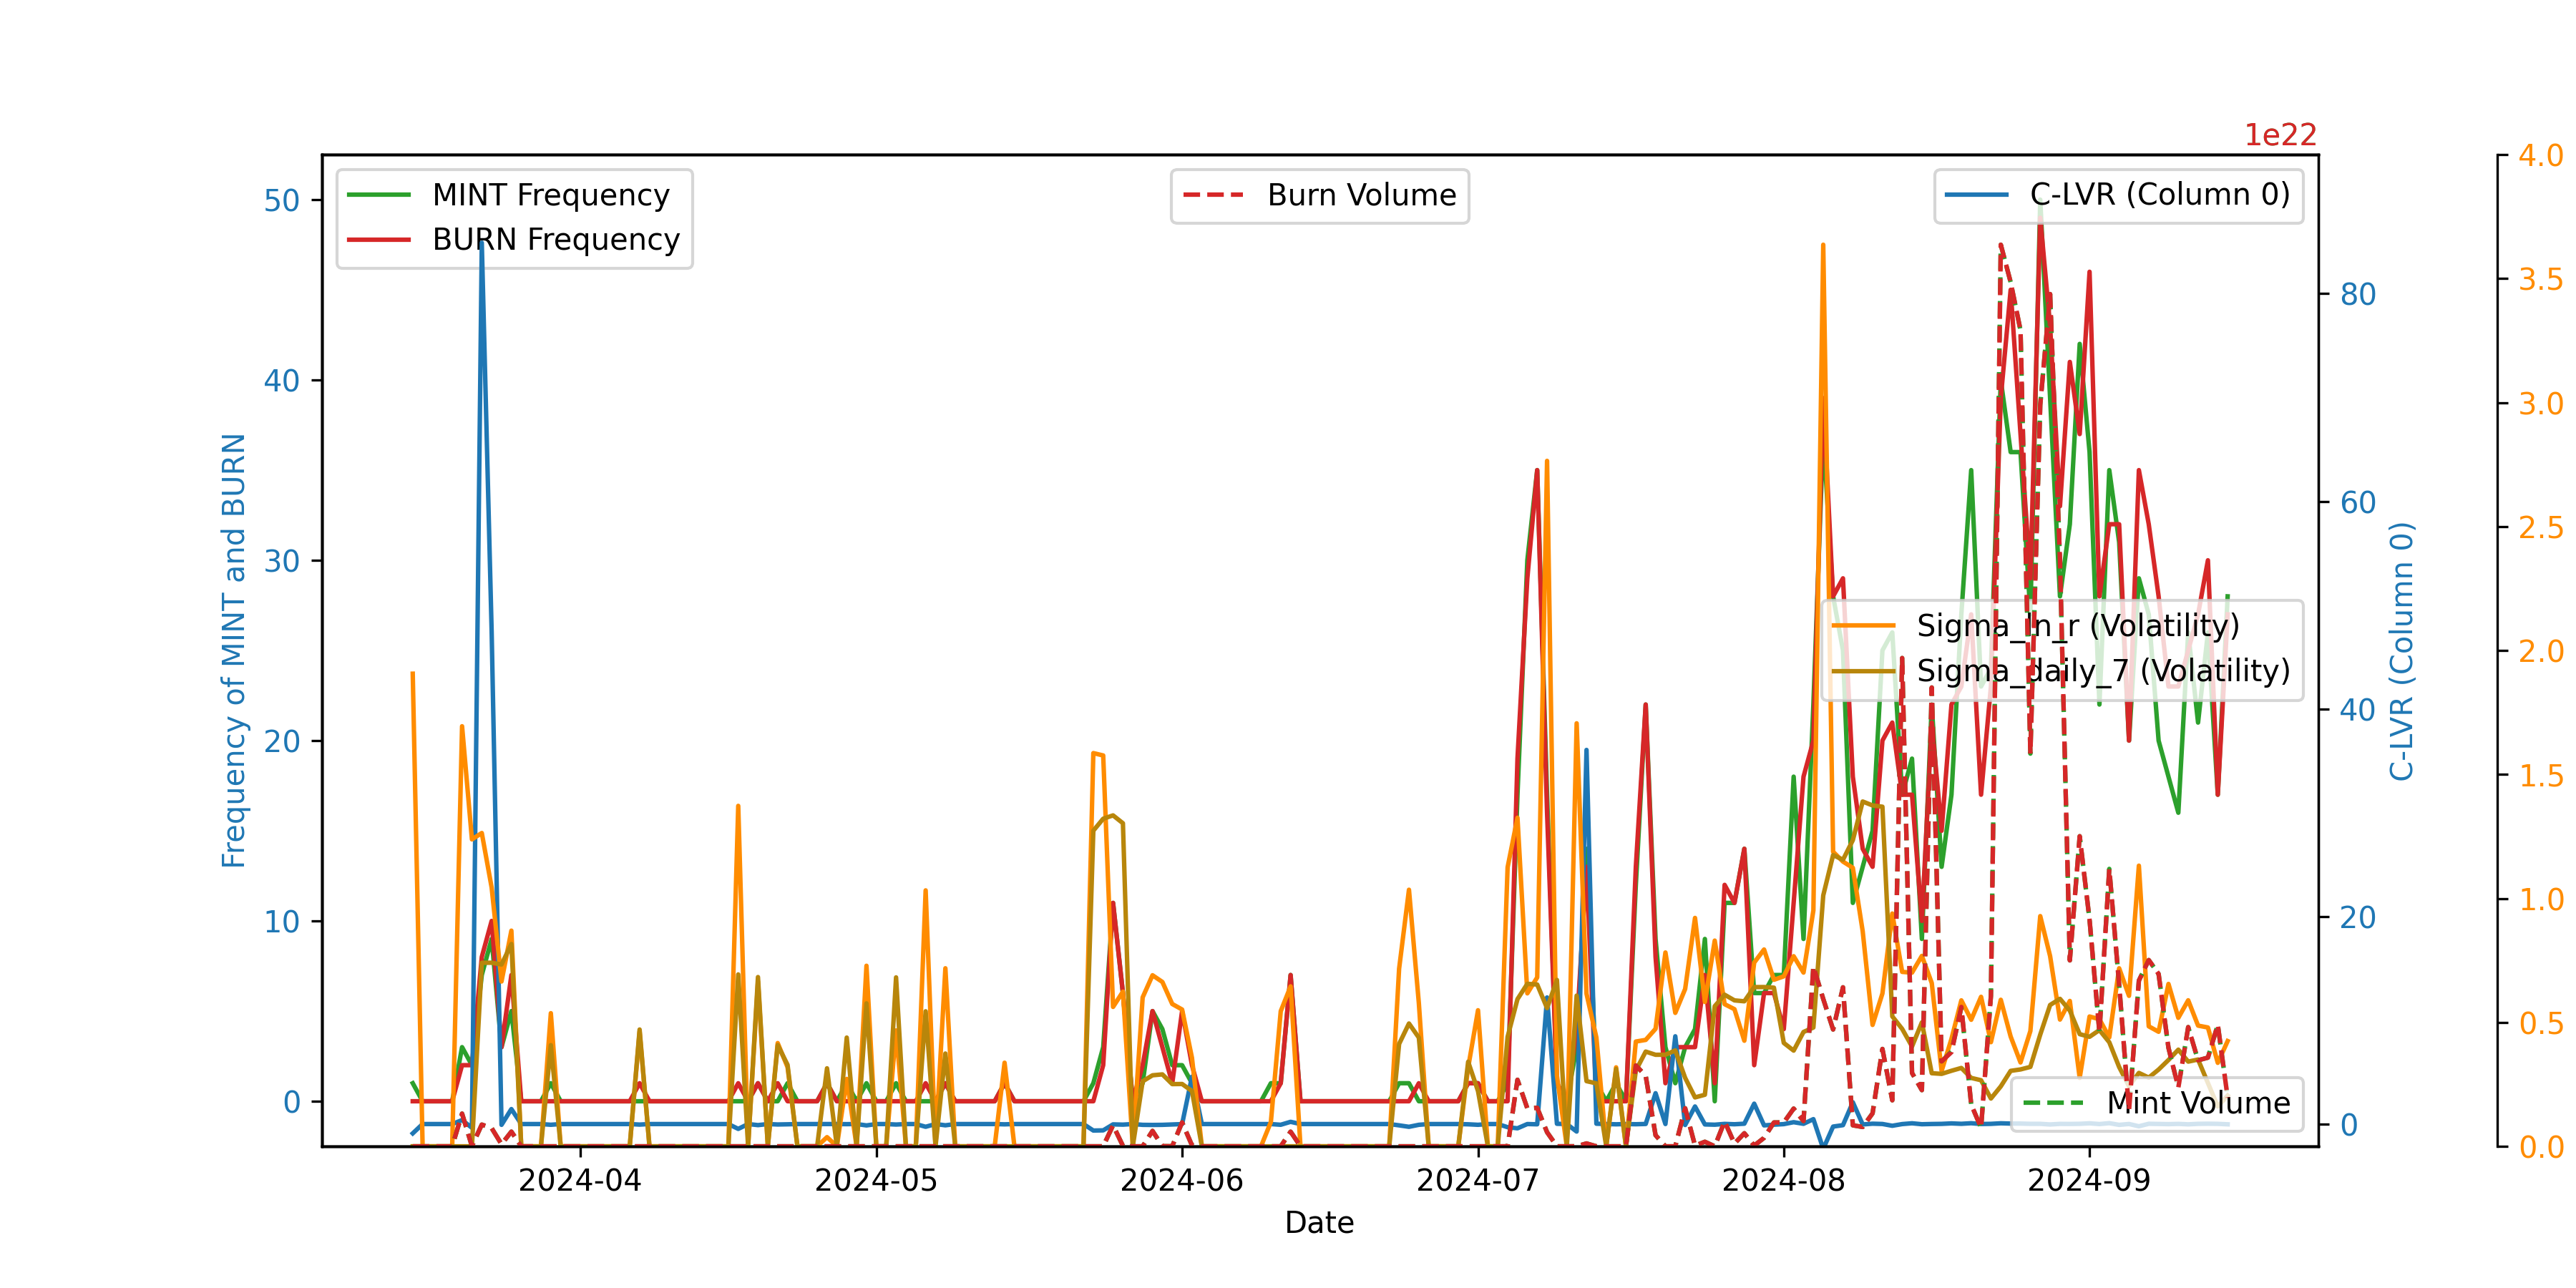 1e22
MINT Frequency
BURN Frequency
Burn Volume
C-LVR (Column 0)
Sigma_n_r (Volatility)
Sigma_daily_7 (Volatility)
Mint Volume
Frequency of MINT and BURN
50
40
30
20
10
0
C-LVR (Column 0)
80
60
40
20
0
4.0
3.5
3.0
2.5
2.0
1.5
1.0
0.5
0.0
2024-04
2024-05
2024-06
2024-07
2024-08
2024-09
Date